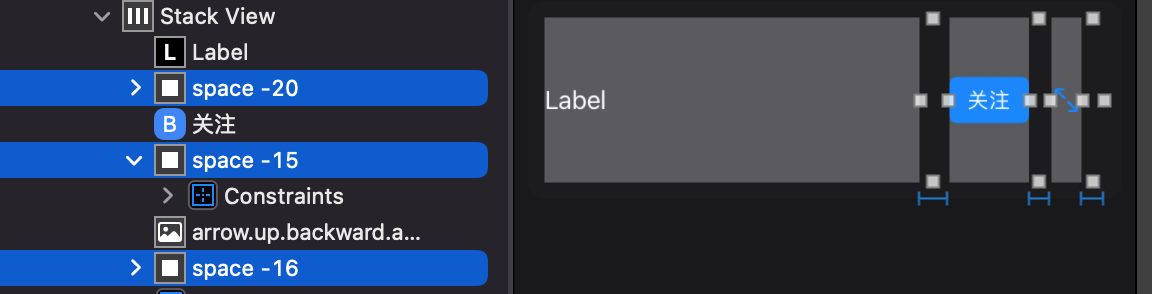 Stack View
L Label
space -20
B 关注
space -15
Constraints
arrow.up.backward.a...
space -16
Label
关注